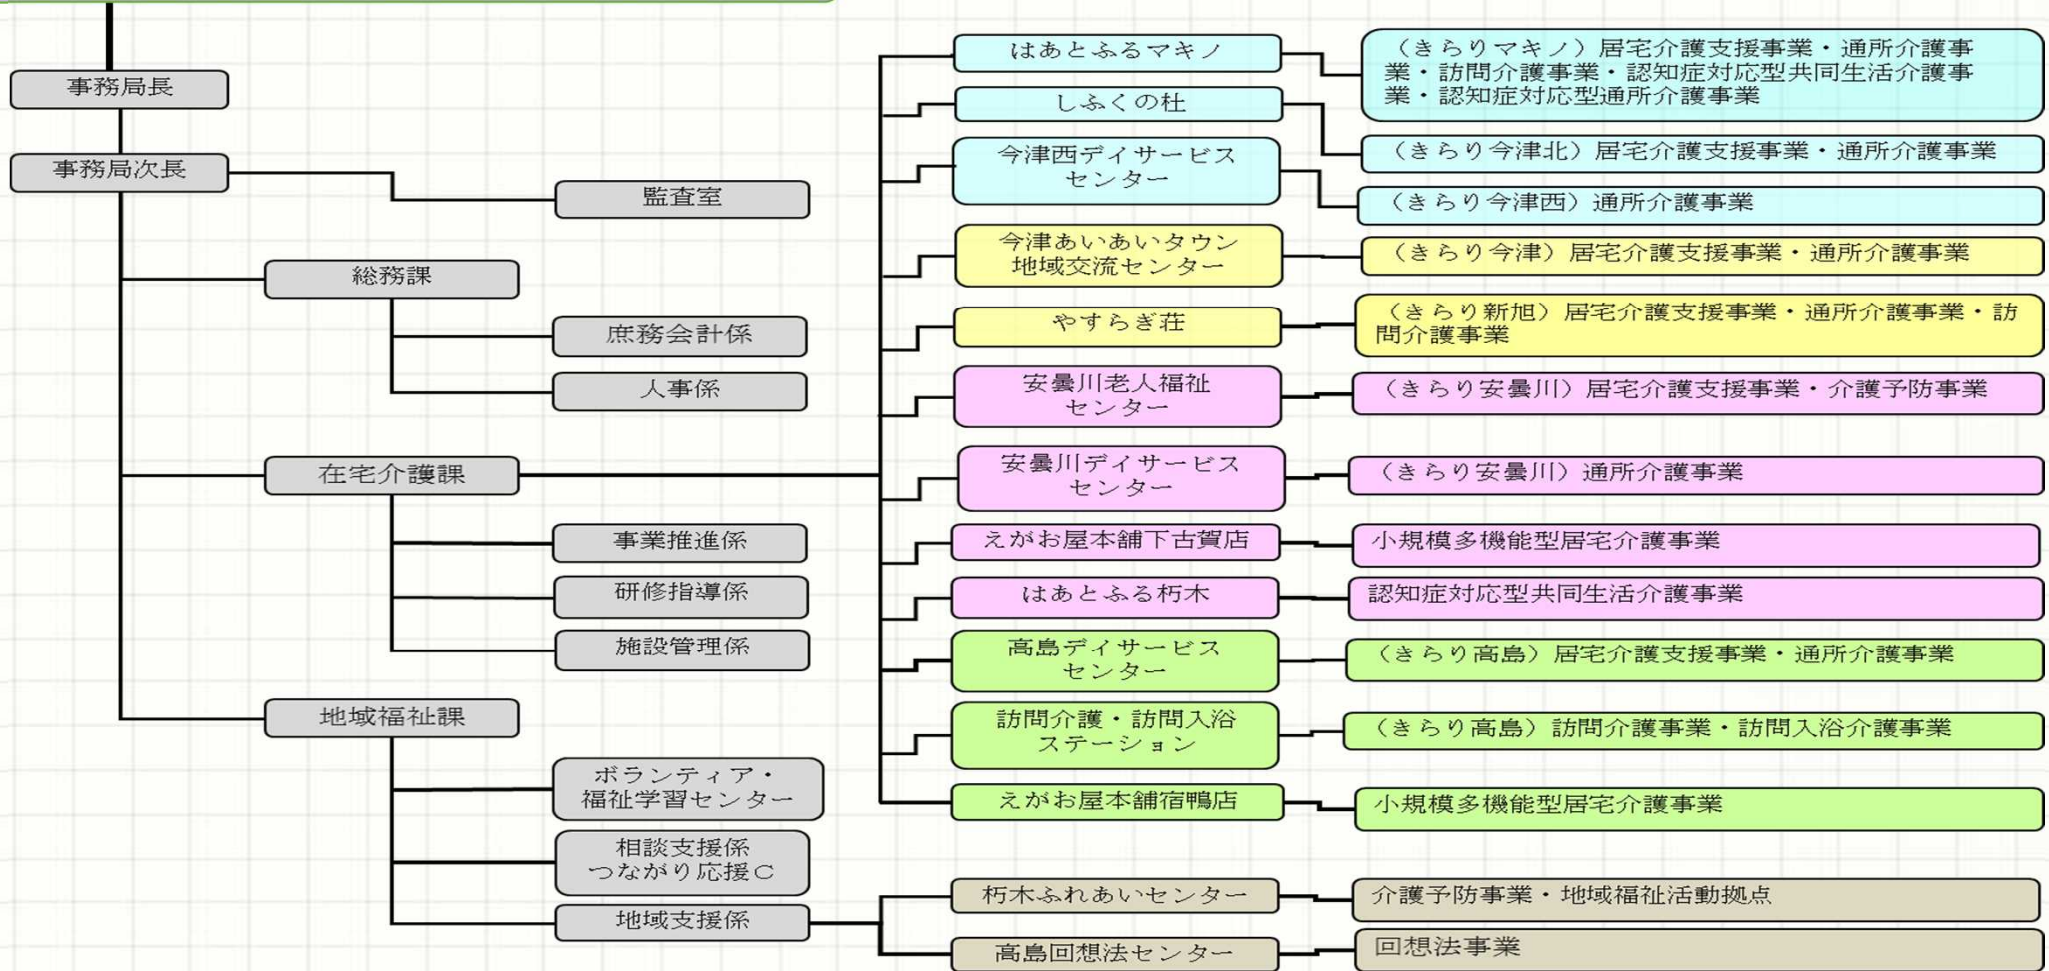 事務局長
事務局次長
監査室
総務課
庶務会計係
人事係
在宅介護課
事業推進係
研修指導係
施設管理係
地域福祉課
ボランティア・
福祉学習センター
相談支援係
つながり応援C
地域支援係
はあとふるマキノ
（きらりマキノ）居宅介護支援事業・通所介護事
業・訪問介護事業・認知症対応型共同生活介護事
業・認知症対応型通所介護事業
しふくの杜
（きらり今津北）居宅介護支援事業・通所介護事業
今津西デイサービス
センター
（きらり今津西）通所介護事業
今津あいあいタウン
地域交流センター
（きらり今津）居宅介護支援事業・通所介護事業
やすらぎ荘
（きらり新旭）居宅介護支援事業・通所介護事業・訪
問介護事業
安曇川老人福祉
センター
（きらり安曇川）居宅介護支援事業・介護予防事業
安曇川デイサービス
センター
（きらり安曇川）通所介護事業
えがお屋本舗下古賀店
小規模多機能型居宅介護事業
はあとふる朽木
認知症対応型共同生活介護事業
高島デイサービス
センター
（きらり高島）居宅介護支援事業・通所介護事業
訪問介護・訪問入浴
ステーション
（きらり高島）訪問介護事業・訪問入浴介護事業
えがお屋本舗宿鴨店
小規模多機能型居宅介護事業
朽木ふれあいセンター
介護予防事業・地域福祉活動拠点
高島回想法センター
回想法事業